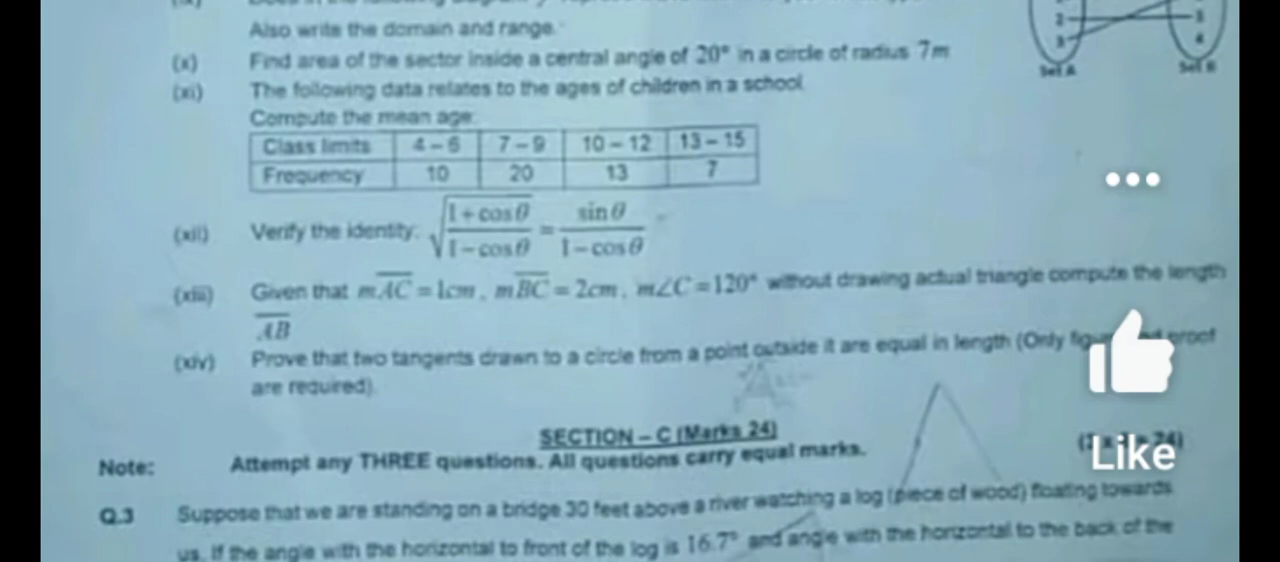 Also write the domain and range.
(x) Find area of the sector inside a central angle of 20° in a circle of radius 7m
(xi) The following data relates to the ages of children in a school
Compute the mean age:
Class limits 4 – 6 7 – 9 10 – 12 13 – 15
Frequency 10 20 13 7
(xii) Verify the identity: √((1+cosθ)/(1−cosθ)) = sinθ/(1−cosθ)
(xiii) Given that mAC̅ = 1cm, mBC̅ = 2cm, m∠C = 120° without drawing actual triangle compute the length
AB̅
(xiv) Prove that two tangents drawn to a circle from a point outside it are equal in length (Only proof
are required).
Set A Set B
SECTION – C (Marks 24)
Note: Attempt any THREE questions. All questions carry equal marks.
Like
Q.3 Suppose that we are standing on a bridge 30 feet above a river watching a log (piece of wood) floating towards
us. If the angle with the horizontal to front of the log is 16.7° and angle with the horizontal to the back of the